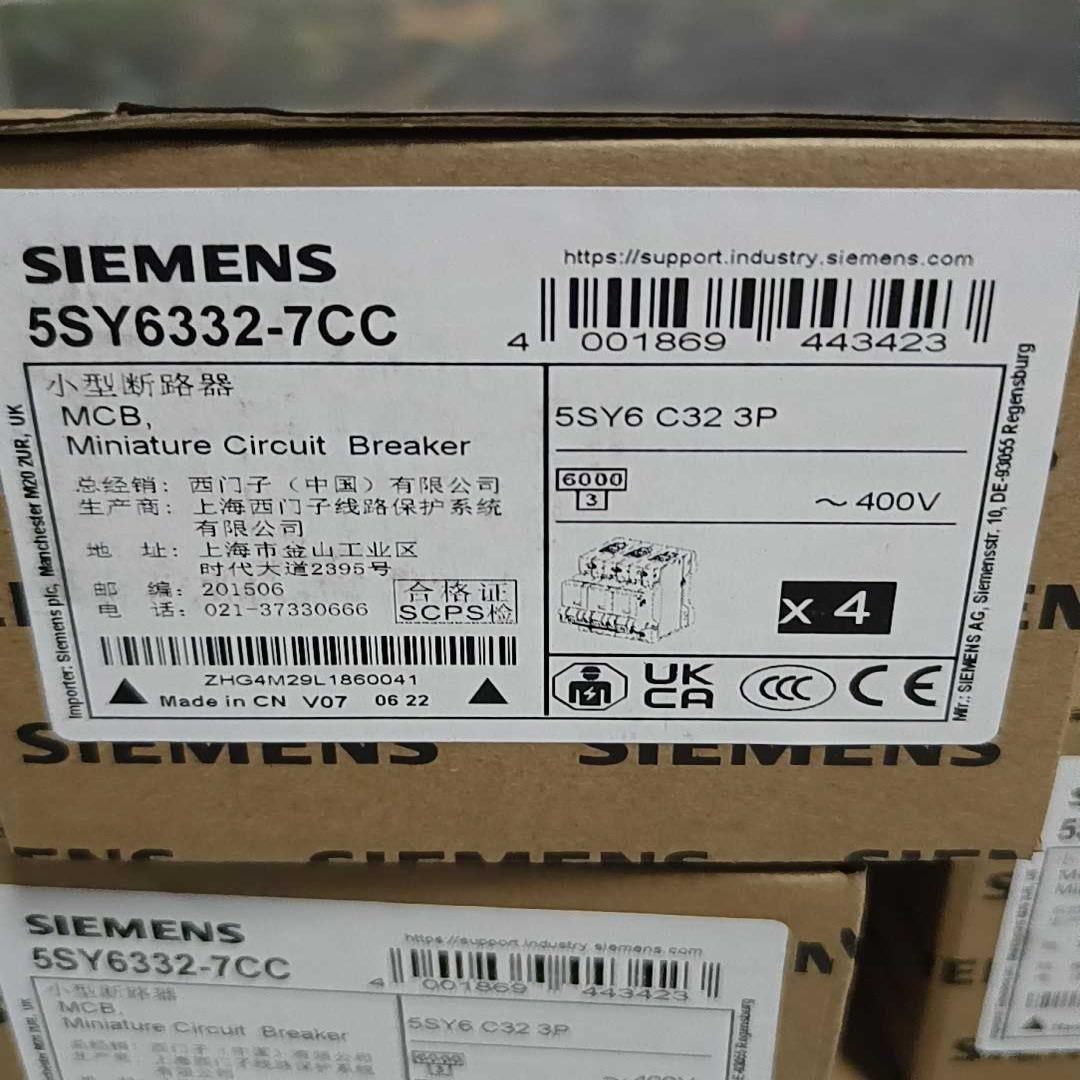 SIEMENS
5SY6332-7CC
https://support.industry.siemens.com
4 001869 443423
小型断路器
MCB,
Miniature Circuit Breaker
总经销: 西门子（中国）有限公司
生产商: 上海西门子线路保护系统
有限公司
地 址: 上海市金山工业区
时代大道2395号
邮 编: 201506
电 话: 021-37330666
合格证
SCPS检
ZHG4M29L1860041
Made in CN V07 06 22
5SY6 C32 3P
6000
3
~400V
x 4
UK
CA
CCC
CE
Importer: Siemens plc, Manchester M20 2UR, UK
Mfr.: SIEMENS AG, Siemensstr. 10, DE-93055 Regensburg
SIEMENS SIEMENS
SIEMENS
SIEMENS
5SY6332-7CC
https://support.industry.siemens.com
4 001869 443423
小型断路器
MCB,
Miniature Circuit Breaker
5SY6 C32 3P
6000
3
~400V